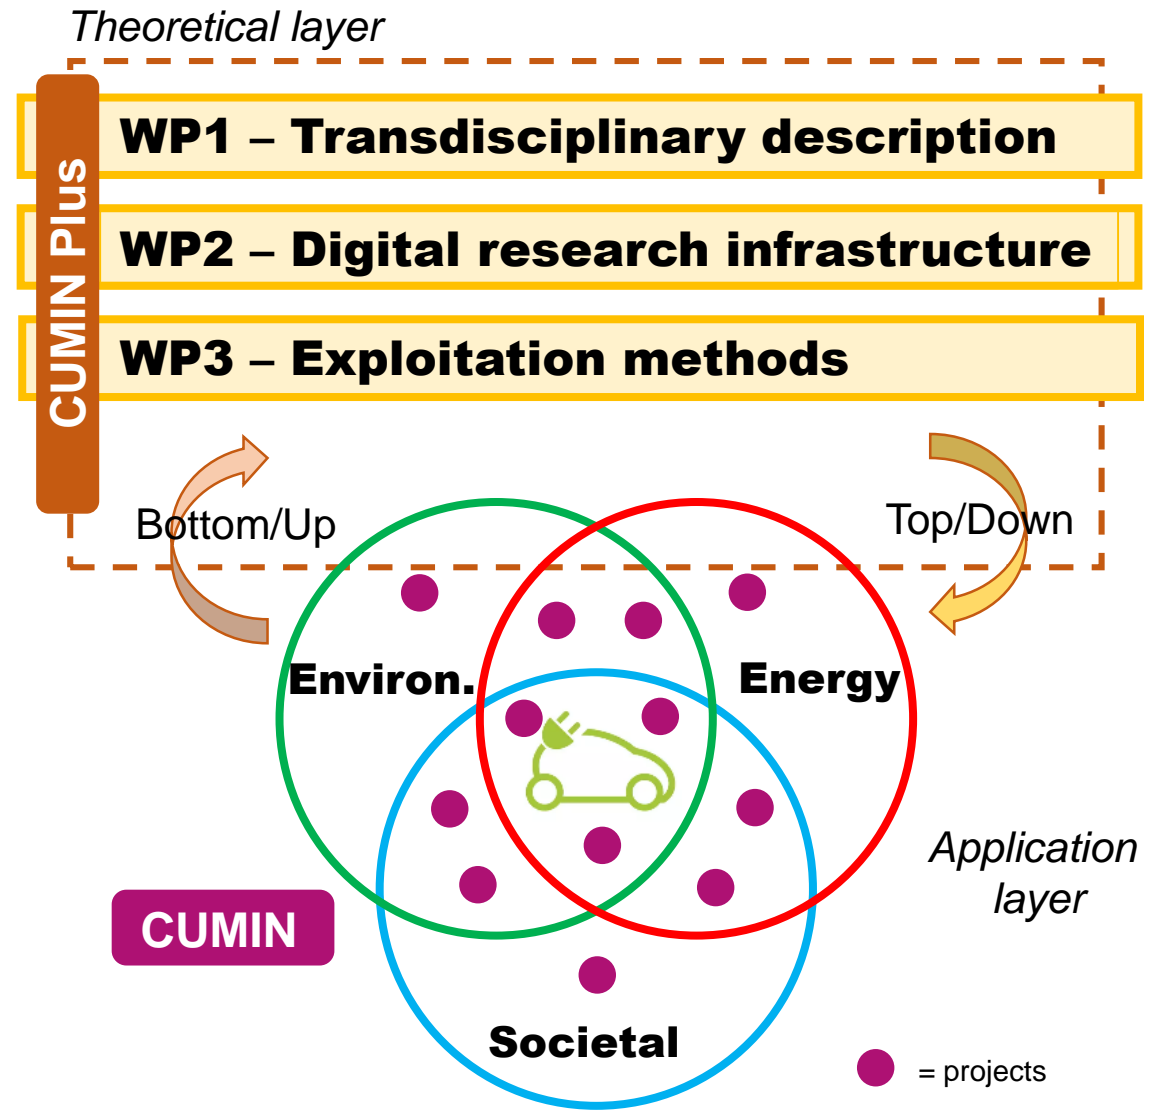 Theoretical layer
CUMIN Plus
WP1 – Transdisciplinary description
WP2 – Digital research infrastructure
WP3 – Exploitation methods
Bottom/Up
Top/Down
Environ.
Energy
Application
layer
CUMIN
Societal
= projects